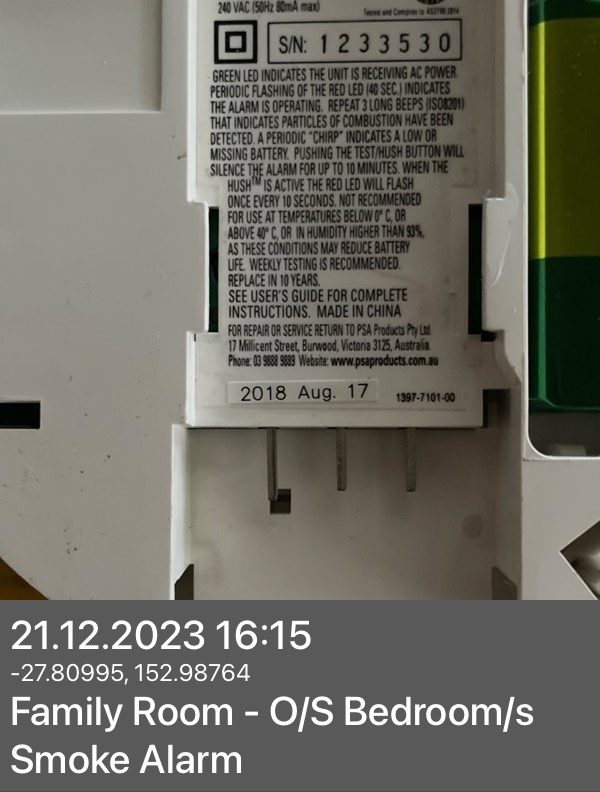 240 VAC (50Hz 80mA max)
Tested and Complies to AS3786 2014
S/N: 1233530
GREEN LED INDICATES THE UNIT IS RECEIVING AC POWER
PERIODIC FLASHING OF THE RED LED (40 SEC.) INDICATES
THE ALARM IS OPERATING. REPEAT 3 LONG BEEPS (ISO8201)
THAT INDICATES PARTICLES OF COMBUSTION HAVE BEEN
DETECTED. A PERIODIC "CHIRP" INDICATES A LOW OR
MISSING BATTERY. PUSHING THE TEST/HUSH BUTTON WILL
SILENCE THE ALARM FOR UP TO 10 MINUTES. WHEN THE
HUSH™ IS ACTIVE THE RED LED WILL FLASH
ONCE EVERY 10 SECONDS. NOT RECOMMENDED
FOR USE AT TEMPERATURES BELOW 0° C, OR
ABOVE 40° C, OR IN HUMIDITY HIGHER THAN 93%,
AS THESE CONDITIONS MAY REDUCE BATTERY
LIFE. WEEKLY TESTING IS RECOMMENDED.
REPLACE IN 10 YEARS.
SEE USER'S GUIDE FOR COMPLETE
INSTRUCTIONS. MADE IN CHINA
FOR REPAIR OR SERVICE RETURN TO PSA Products Pty Ltd.
17 Millicent Street, Burwood, Victoria 3125, Australia.
Phone: 03 9888 9889 Website: www.psaproducts.com.au
2018 Aug. 17
1397-7101-00
21.12.2023 16:15
-27.80995, 152.98764
Family Room - O/S Bedroom/s
Smoke Alarm